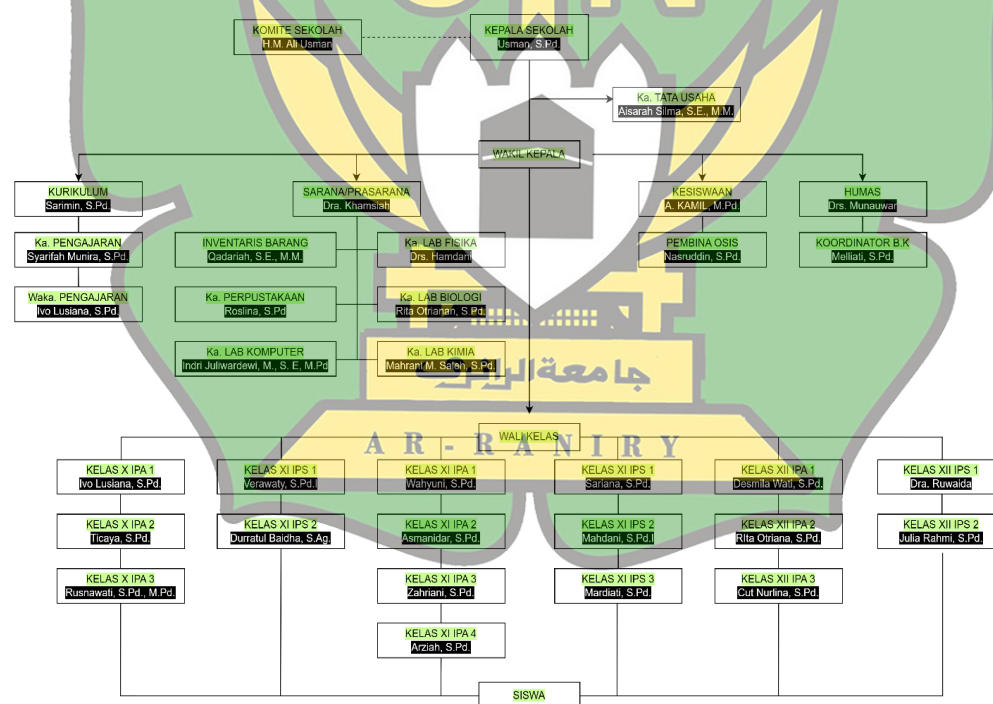 KOMITE SEKOLAH
H.M. Ali Usman
KEPALA SEKOLAH
Usman, S.Pd.
Ka. TATA USAHA
Aisarah Silma, S.E., M.M.
WAKIL KEPALA
KURIKULUM
Sarimin, S.Pd.
SARANA/PRASARANA
Dra. Khamsiah
KESISWAAN
A. KAMIL, M.Pd.
HUMAS
Drs. Munauwar
Ka. PENGAJARAN
Syarifah Munira, S.Pd.
INVENTARIS BARANG
Qadariah, S.E., M.M.
Ka. LAB FISIKA
Drs. Hamdani
PEMBINA OSIS
Nasruddin, S.Pd.
KOORDINATOR B.K
Melliati, S.Pd.
Waka. PENGAJARAN
Ivo Lusiana, S.Pd.
Ka. PERPUSTAKAAN
Roslina, S.Pd
Ka. LAB BIOLOGI
Rita Otrianan, S.Pd.
Ka. LAB KOMPUTER
Indri Juliwardewi, M., S. E, M.Pd
Ka. LAB KIMIA
Mahrani M. Saleh, S.Pd.
جامعة الرانري
AR-RANIRY
WALI KELAS
KELAS X IPA 1
Ivo Lusiana, S.Pd.
KELAS XI IPS 1
Verawaty, S.Pd.I
KELAS XI IPA 1
Wahyuni, S.Pd.
KELAS XI IPS 1
Sariana, S.Pd.
KELAS XII IPA 1
Desmila Wati, S.Pd.
KELAS XII IPS 1
Dra. Ruwaida
KELAS X IPA 2
Ticaya, S.Pd.
KELAS XI IPS 2
Durratul Baidha, S.Ag.
KELAS XI IPA 2
Asmanidar, S.Pd.
KELAS XI IPS 2
Mahdani, S.Pd.I
KELAS XII IPA 2
RIta Otriana, S.Pd.
KELAS XII IPS 2
Julia Rahmi, S.Pd.
KELAS X IPA 3
Rusnawati, S.Pd., M.Pd.
KELAS XI IPA 3
Zahriani, S.Pd.
KELAS XI IPS 3
Mardiati, S.Pd.
KELAS XII IPA 3
Cut Nurlina, S.Pd.
KELAS XI IPA 4
Arziah, S.Pd.
SISWA